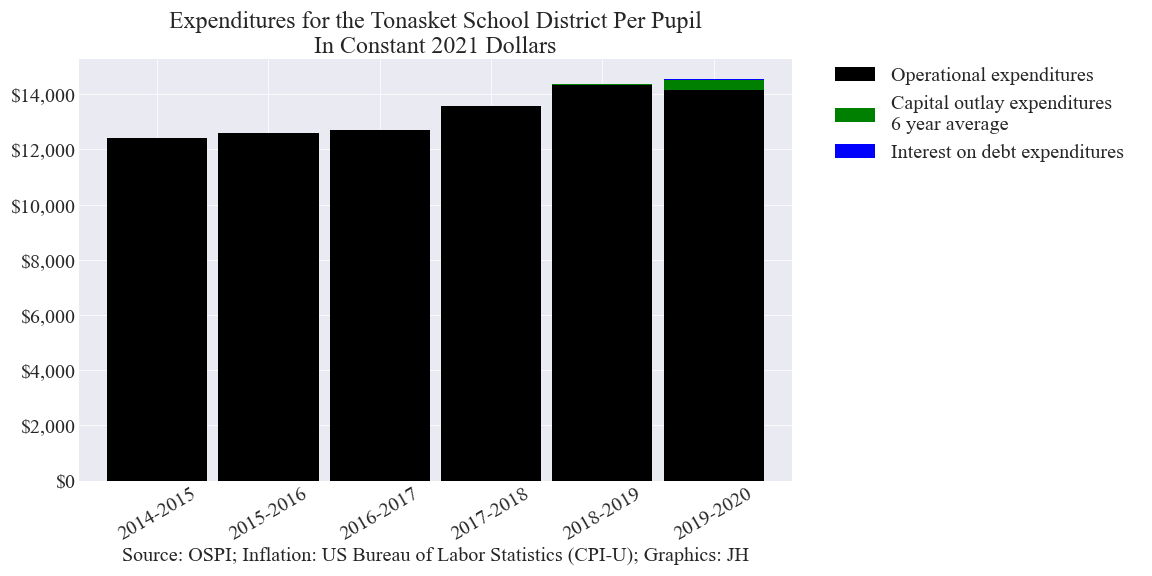 Expenditures for the Tonasket School District Per Pupil
In Constant 2021 Dollars
Operational expenditures
Capital outlay expenditures
6 year average
Interest on debt expenditures
$14,000
$12,000
$10,000
$8,000
$6,000
$4,000
$2,000
$0
2014-2015
2015-2016
2016-2017
2017-2018
2018-2019
2019-2020
Source: OSPI; Inflation: US Bureau of Labor Statistics (CPI-U); Graphics: JH